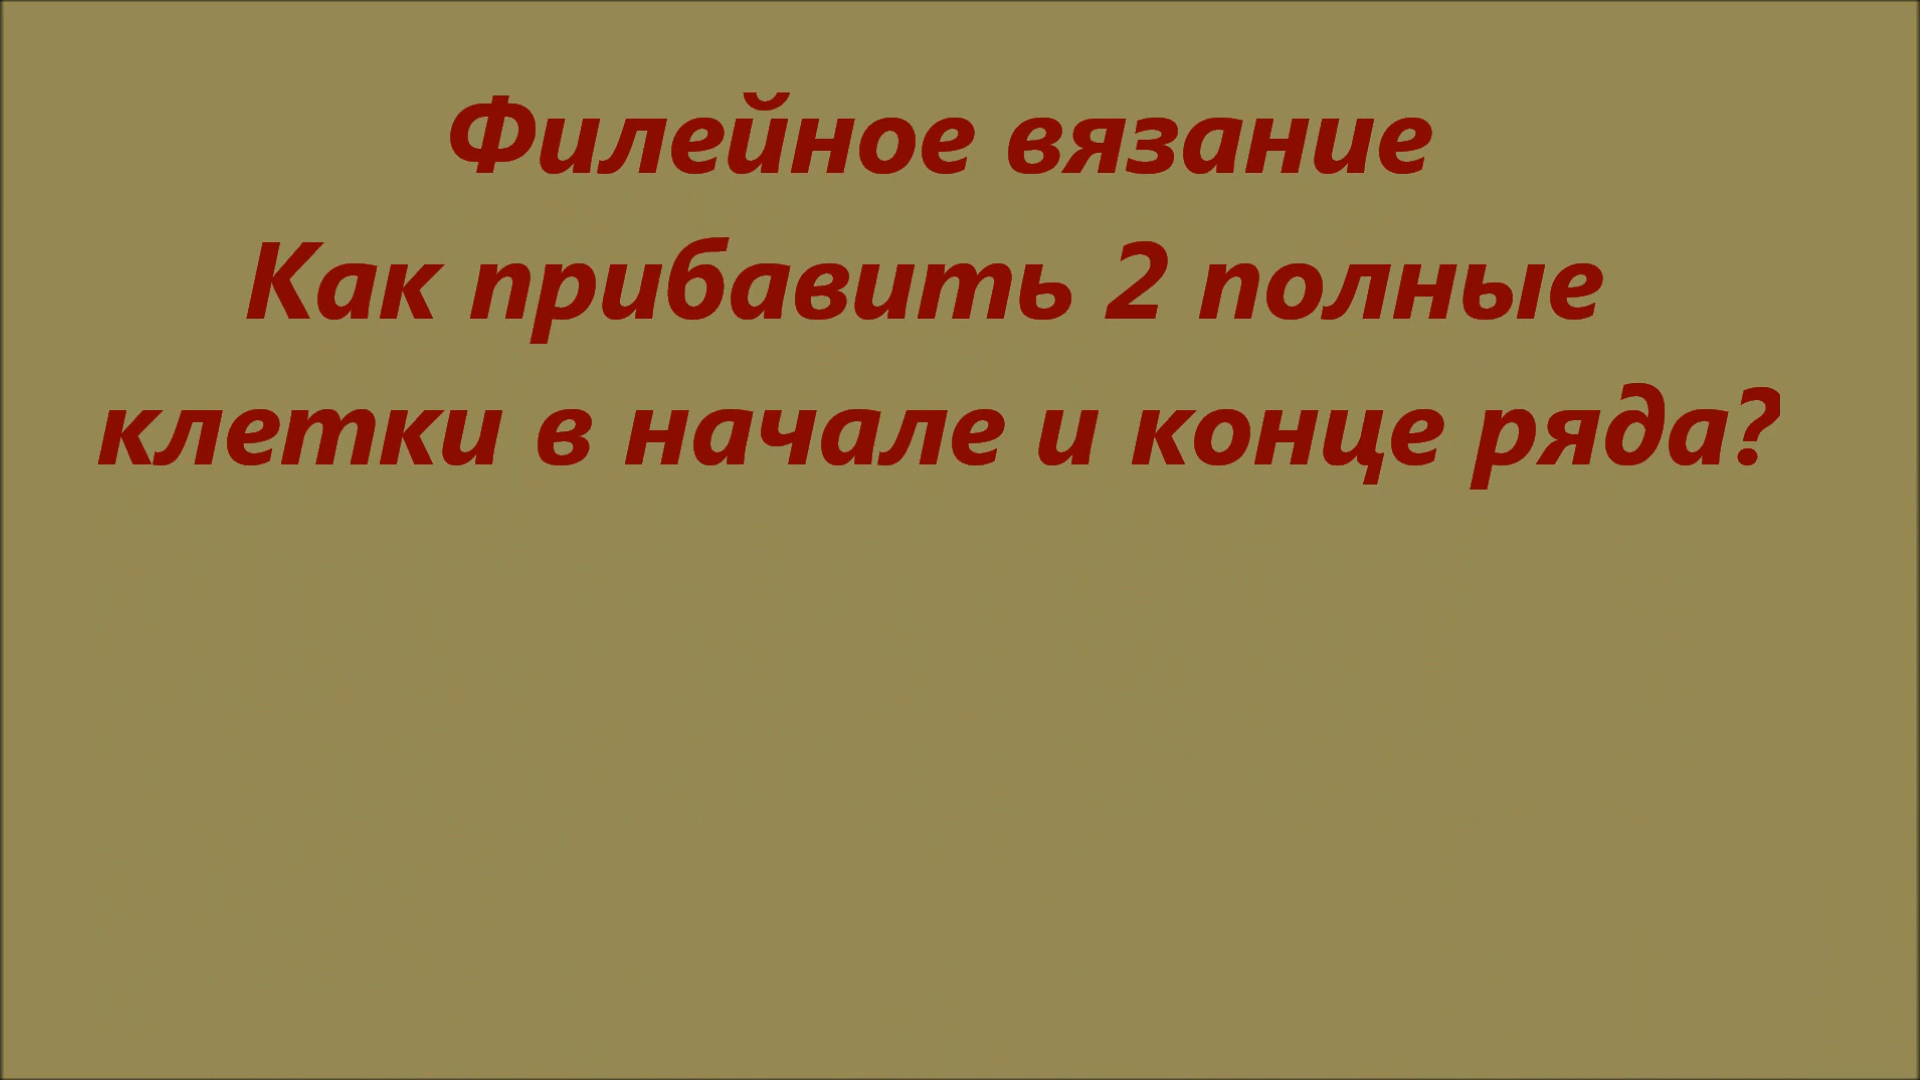 Филейное вязание
Как прибавить 2 полные
клетки в начале и конце ряда?